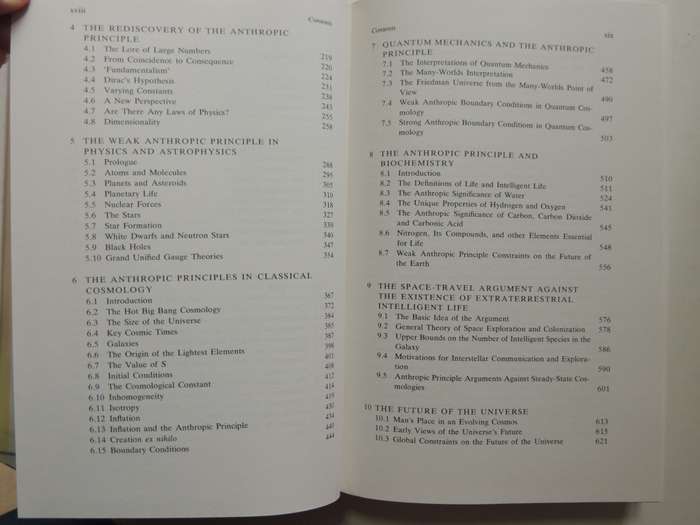 xviii
Contents
4 THE REDISCOVERY OF THE ANTHROPIC
PRINCIPLE
4.1 The Lore of Large Numbers 219
4.2 From Coincidence to Consequence 220
4.3 'Fundamentalism' 224
4.4 Dirac's Hypothesis 231
4.5 Varying Constants 238
4.6 A New Perspective 243
4.7 Are There Any Laws of Physics? 255
4.8 Dimensionality 258
5 THE WEAK ANTHROPIC PRINCIPLE IN
PHYSICS AND ASTROPHYSICS
5.1 Prologue 288
5.2 Atoms and Molecules 295
5.3 Planets and Asteroids 305
5.4 Planetary Life 310
5.5 Nuclear Forces 318
5.6 The Stars 327
5.7 Star Formation
5.8 White Dwarfs and Neutron Stars 340
5.9 Black Holes 347
5.10 Grand Unified Gauge Theories 354
6 THE ANTHROPIC PRINCIPLES IN CLASSICAL
COSMOLOGY
6.1 Introduction 367
6.2 The Hot Big Bang Cosmology 372
6.3 The Size of the Universe 384
6.4 Key Cosmic Times 385
6.5 Galaxies 387
6.6 The Origin of the Lightest Elements 398
6.7 The Value of S 401
6.8 Initial Conditions 408
6.9 The Cosmological Constant 412
6.10 Inhomogeneity 414
6.11 Isotropy 419
6.12 Inflation 430
6.13 Inflation and the Anthropic Principle 434
6.14 Creation ex nihilo 440
6.15 Boundary Conditions 444
Contents
xix
7 QUANTUM MECHANICS AND THE ANTHROPIC
PRINCIPLE
7.1 The Interpretations of Quantum Mechanics 458
7.2 The Many-Worlds Interpretation 472
7.3 The Friedman Universe from the Many-Worlds Point of
View 490
7.4 Weak Anthropic Boundary Conditions in Quantum Cos-
mology 497
7.5 Strong Anthropic Boundary Conditions in Quantum Cos-
mology 503
8 THE ANTHROPIC PRINCIPLE AND
BIOCHEMISTRY
8.1 Introduction 510
8.2 The Definitions of Life and Intelligent Life 511
8.3 The Anthropic Significance of Water 524
8.4 The Unique Properties of Hydrogen and Oxygen 541
8.5 The Anthropic Significance of Carbon, Carbon Dioxide
and Carbonic Acid 545
8.6 Nitrogen, Its Compounds, and other Elements Essential
for Life 548
8.7 Weak Anthropic Principle Constraints on the Future of
the Earth 556
9 THE SPACE-TRAVEL ARGUMENT AGAINST
THE EXISTENCE OF EXTRATERRESTRIAL
INTELLIGENT LIFE
9.1 The Basic Idea of the Argument 576
9.2 General Theory of Space Exploration and Colonization 578
9.3 Upper Bounds on the Number of Intelligent Species in the
Galaxy 586
9.4 Motivations for Interstellar Communication and Explora-
tion 590
9.5 Anthropic Principle Arguments Against Steady-State Cos-
mologies 601
10 THE FUTURE OF THE UNIVERSE
10.1 Man's Place in an Evolving Cosmos 613
10.2 Early Views of the Universe's Future 615
10.3 Global Constraints on the Future of the Universe 621